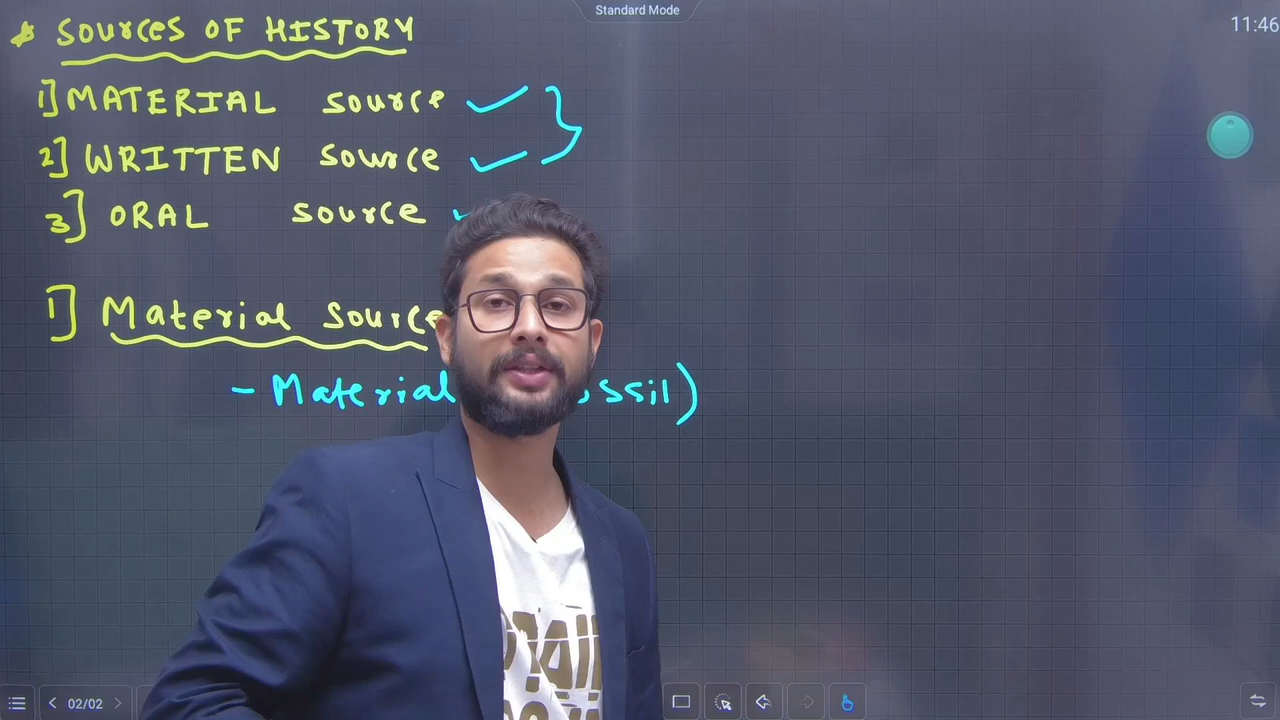 Standard Mode
11:46
SOURCES OF HISTORY
1] MATERIAL source
2] WRITTEN source
3] ORAL source
1] Material Source
- Material ssil)
02/02